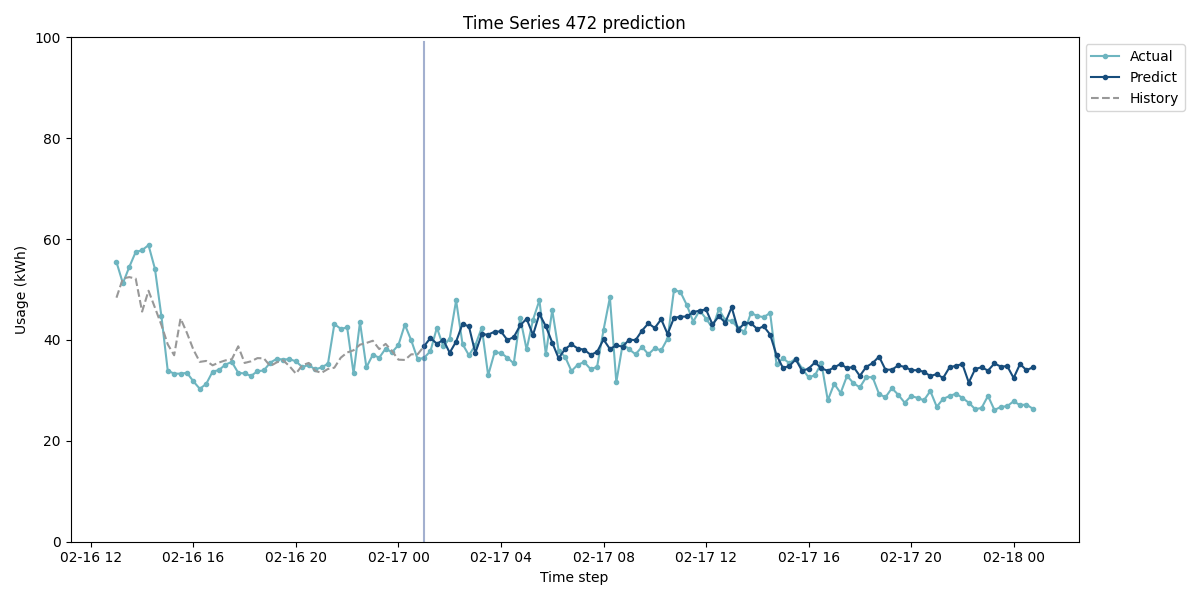 Time Series 472 prediction
100
80
60
40
20
0
Usage (kWh)
02-16 12 02-16 16 02-16 20 02-17 00 02-17 04 02-17 08 02-17 12 02-17 16 02-17 20 02-18 00
Time step
Actual
Predict
History